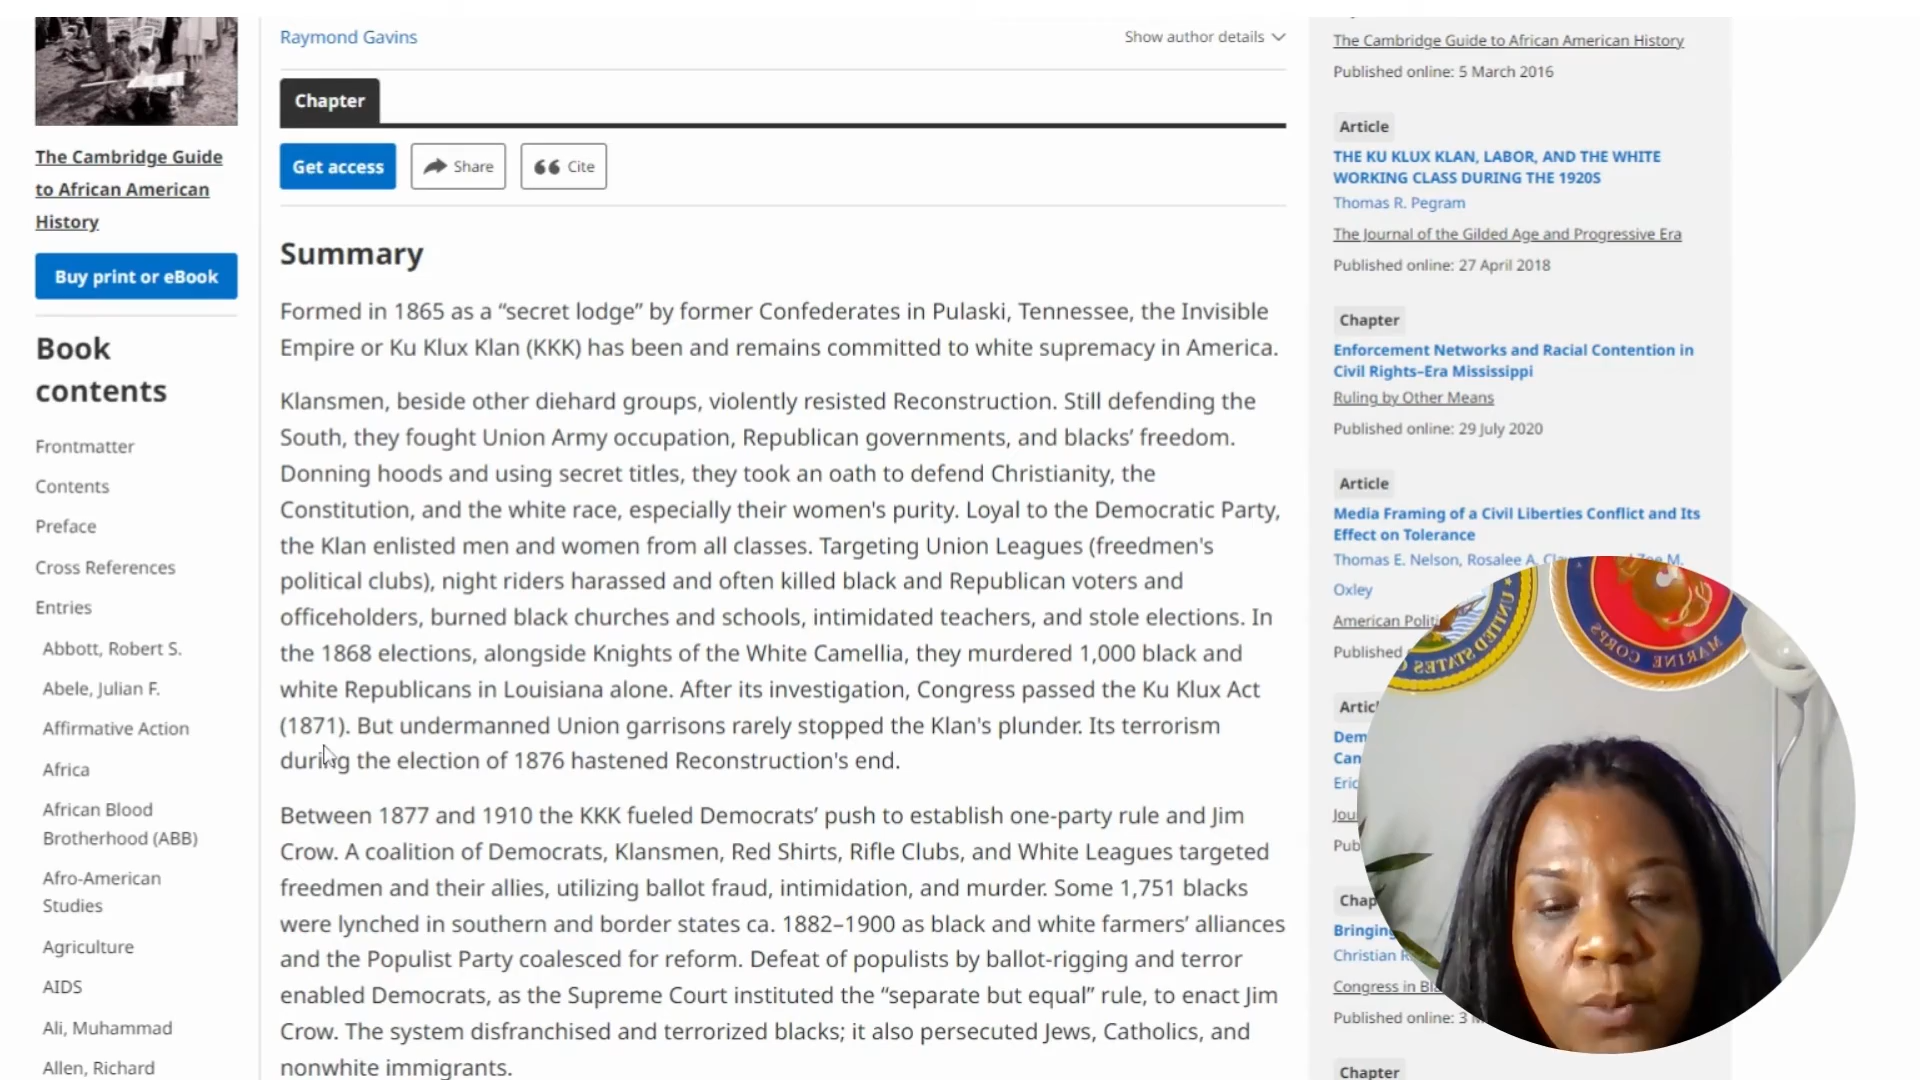 The Cambridge Guide
to African American
History
Buy print or eBook
Book
contents
Frontmatter
Contents
Preface
Cross References
Entries
Abbott, Robert S.
Abele, Julian F.
Affirmative Action
Africa
African Blood
Brotherhood (ABB)
Afro-American
Studies
Agriculture
AIDS
Ali, Muhammad
Allen, Richard
Raymond Gavins
Show author details
Chapter
Get access
Share
Cite
Summary
Formed in 1865 as a “secret lodge” by former Confederates in Pulaski, Tennessee, the Invisible
Empire or Ku Klux Klan (KKK) has been and remains committed to white supremacy in America.
Klansmen, beside other diehard groups, violently resisted Reconstruction. Still defending the
South, they fought Union Army occupation, Republican governments, and blacks’ freedom.
Donning hoods and using secret titles, they took an oath to defend Christianity, the
Constitution, and the white race, especially their women's purity. Loyal to the Democratic Party,
the Klan enlisted men and women from all classes. Targeting Union Leagues (freedmen's
political clubs), night riders harassed and often killed black and Republican voters and
officeholders, burned black churches and schools, intimidated teachers, and stole elections. In
the 1868 elections, alongside Knights of the White Camellia, they murdered 1,000 black and
white Republicans in Louisiana alone. After its investigation, Congress passed the Ku Klux Act
(1871). But undermanned Union garrisons rarely stopped the Klan's plunder. Its terrorism
during the election of 1876 hastened Reconstruction's end.
Between 1877 and 1910 the KKK fueled Democrats’ push to establish one-party rule and Jim
Crow. A coalition of Democrats, Klansmen, Red Shirts, Rifle Clubs, and White Leagues targeted
freedmen and their allies, utilizing ballot fraud, intimidation, and murder. Some 1,751 blacks
were lynched in southern and border states ca. 1882–1900 as black and white farmers’ alliances
and the Populist Party coalesced for reform. Defeat of populists by ballot-rigging and terror
enabled Democrats, as the Supreme Court instituted the “separate but equal” rule, to enact Jim
Crow. The system disfranchised and terrorized blacks; it also persecuted Jews, Catholics, and
nonwhite immigrants.
The Cambridge Guide to African American History
Published online: 5 March 2016
Article
THE KU KLUX KLAN, LABOR, AND THE WHITE
WORKING CLASS DURING THE 1920S
Thomas R. Pegram
The Journal of the Gilded Age and Progressive Era
Published online: 27 April 2018
Chapter
Enforcement Networks and Racial Contention in
Civil Rights–Era Mississippi
Ruling by Other Means
Published online: 29 July 2020
Article
Media Framing of a Civil Liberties Conflict and Its
Effect on Tolerance
Thomas E. Nelson, Rosalee A. M.
Oxley
American
Published
Bringing
Christian
Congress in
Published online: 3
Chapter
UNITED STATES
MARINE CORPS